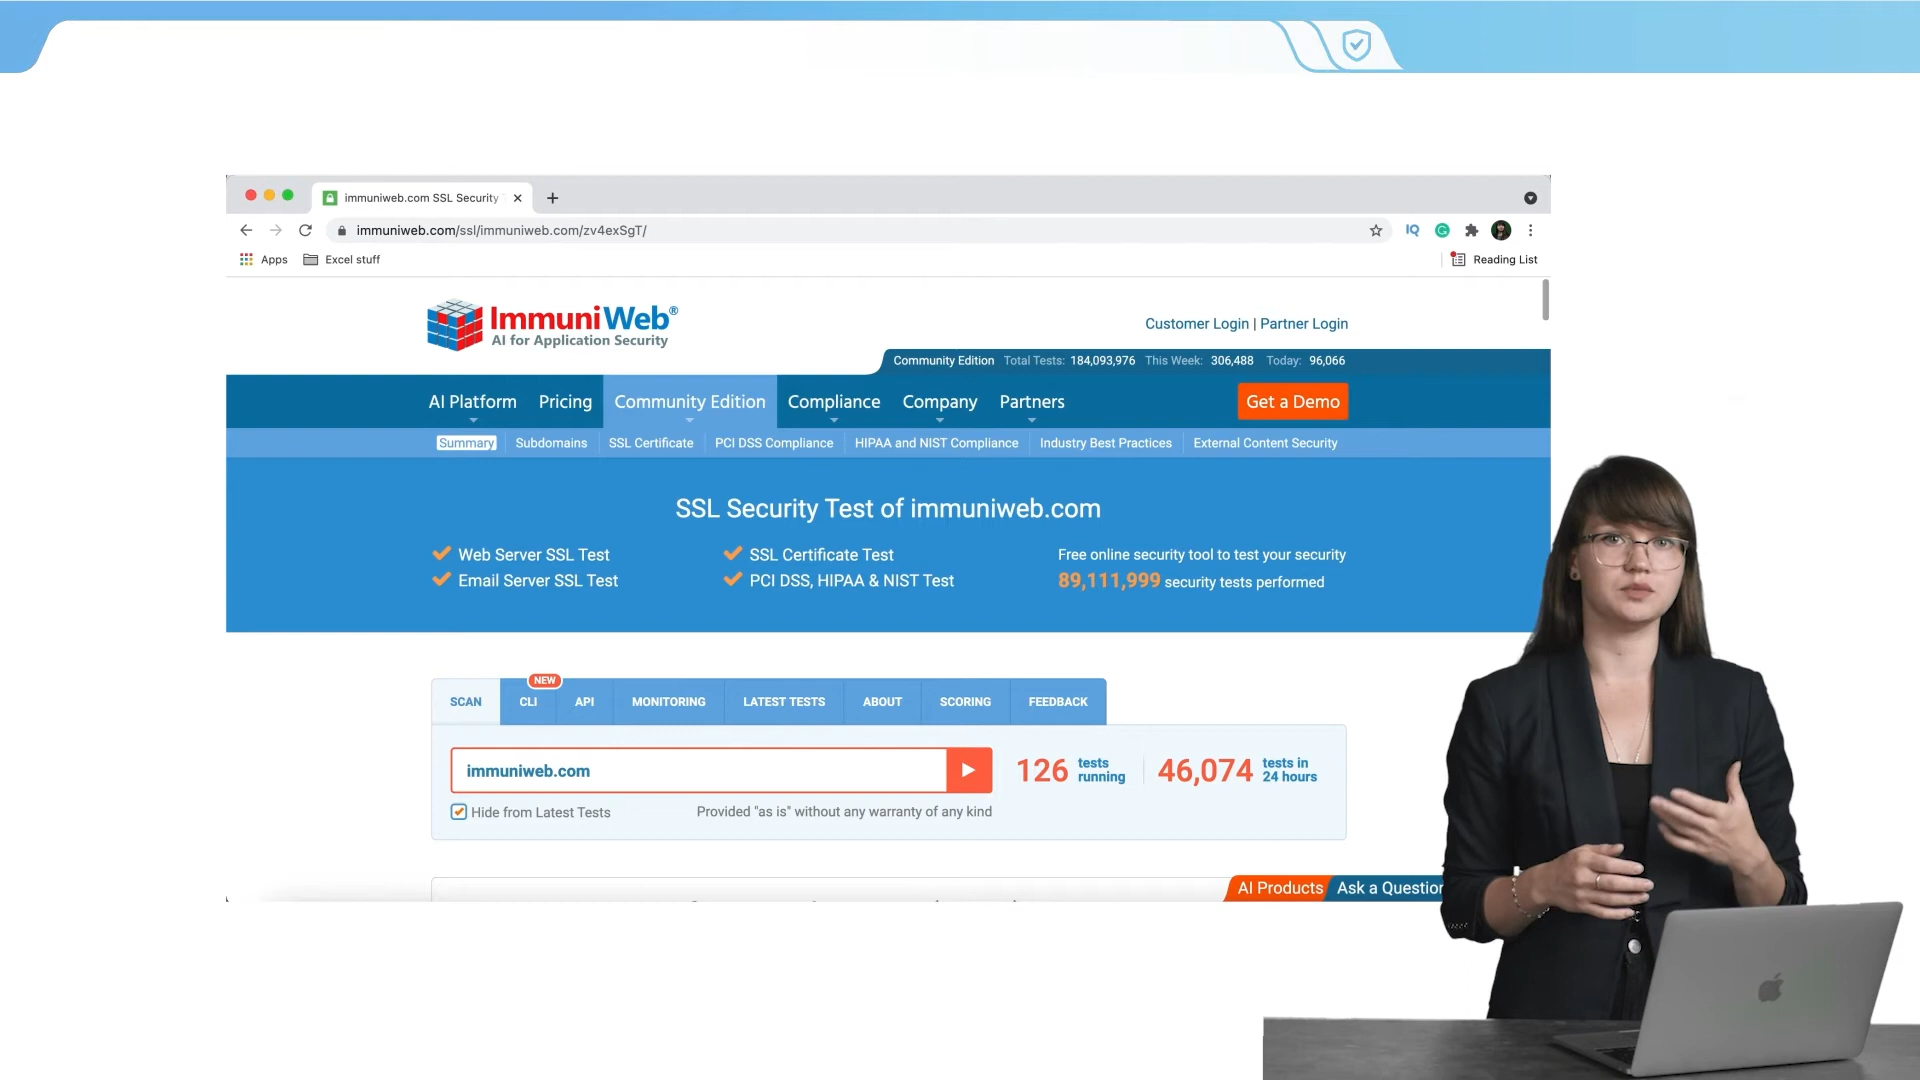 immuniweb.com SSL Security
immuniweb.com/ssl/immuniweb.com/zv4exSgT/
IQ
Apps
Excel stuff
Reading List
ImmuniWeb®
AI for Application Security
Customer Login | Partner Login
Community Edition Total Tests: 184,093,976 This Week: 306,488 Today: 96,066
AI Platform Pricing Community Edition Compliance Company Partners Get a Demo
Summary Subdomains SSL Certificate PCI DSS Compliance HIPAA and NIST Compliance Industry Best Practices External Content Security
SSL Security Test of immuniweb.com
Web Server SSL Test SSL Certificate Test Free online security tool to test your security
Email Server SSL Test PCI DSS, HIPAA & NIST Test 89,111,999 security tests performed
NEW
SCAN CLI API MONITORING LATEST TESTS ABOUT SCORING FEEDBACK
immuniweb.com
126 tests running
46,074 tests in 24 hours
Hide from Latest Tests Provided "as is" without any warranty of any kind
AI Products Ask a Question